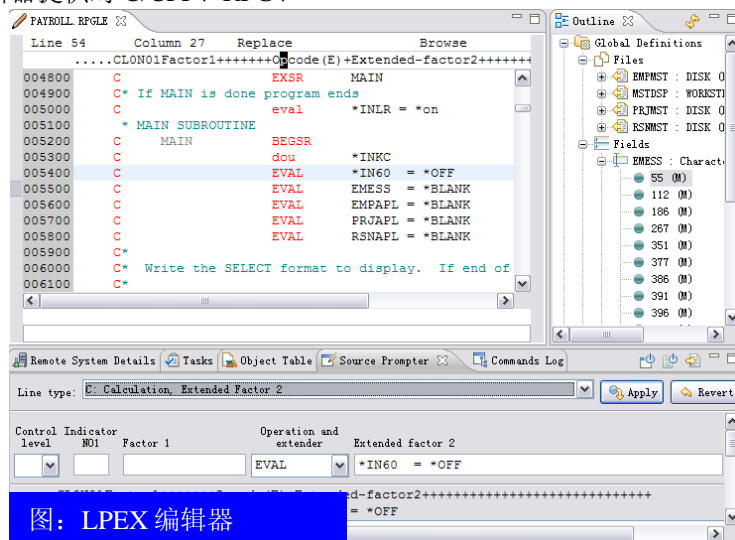 PAYROLL.RPGLE
Line 54 Column 27 Replace Browse
.....CL0N01Factor1+++++++Opcode(E)+Extended-factor2+++++++
004800 C EXSR MAIN
004900 C* If MAIN is done program ends
005000 C eval *INLR = *on
005100 * MAIN SUBROUTINE
005200 C MAIN BEGSR
005300 C dou *INKC
005400 C EVAL *IN60 = *OFF
005500 C EVAL EMESS = *BLANK
005600 C EVAL EMPAPL = *BLANK
005700 C EVAL PRJAPL = *BLANK
005800 C EVAL RSNAPL = *BLANK
005900 C*
006000 C* Write the SELECT format to display. If end of
006100 C*
Outline
Global Definitions
Files
EMPMST : DISK
MSTDSP : WORKST
PRJMST : DISK
RSNMST : DISK
Fields
EMESS : Charact
55 (M)
112 (M)
186 (M)
267 (M)
351 (M)
377 (M)
386 (M)
391 (M)
396 (M)
Remote System Details Tasks Object Table Source Prompter Commands Log
Line type: C: Calculation, Extended Factor 2 Apply Revert
Control Indicator Operation and
level N01 Factor 1 extender Extended factor 2
EVAL *IN60 = *OFF
ed-factor2++++++++++++++++++++++++++++++
= *OFF
图：LPEX 编辑器